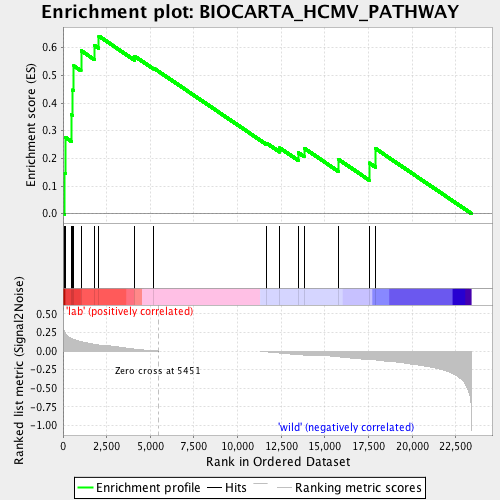 Enrichment plot: BIOCARTA_HCMV_PATHWAY
Enrichment score (ES)
0.6
0.5
0.4
0.3
0.2
0.1
0.0
'lab' (positively correlated)
Ranked list metric (Signal2Noise)
0.50
0.25
0.00
-0.25
-0.50
-0.75
-1.00
Zero cross at 5451
'wild' (negatively correlated)
0 2,500 5,000 7,500 10,000 12,500 15,000 17,500 20,000 22,500
Rank in Ordered Dataset
Enrichment profile Hits Ranking metric scores